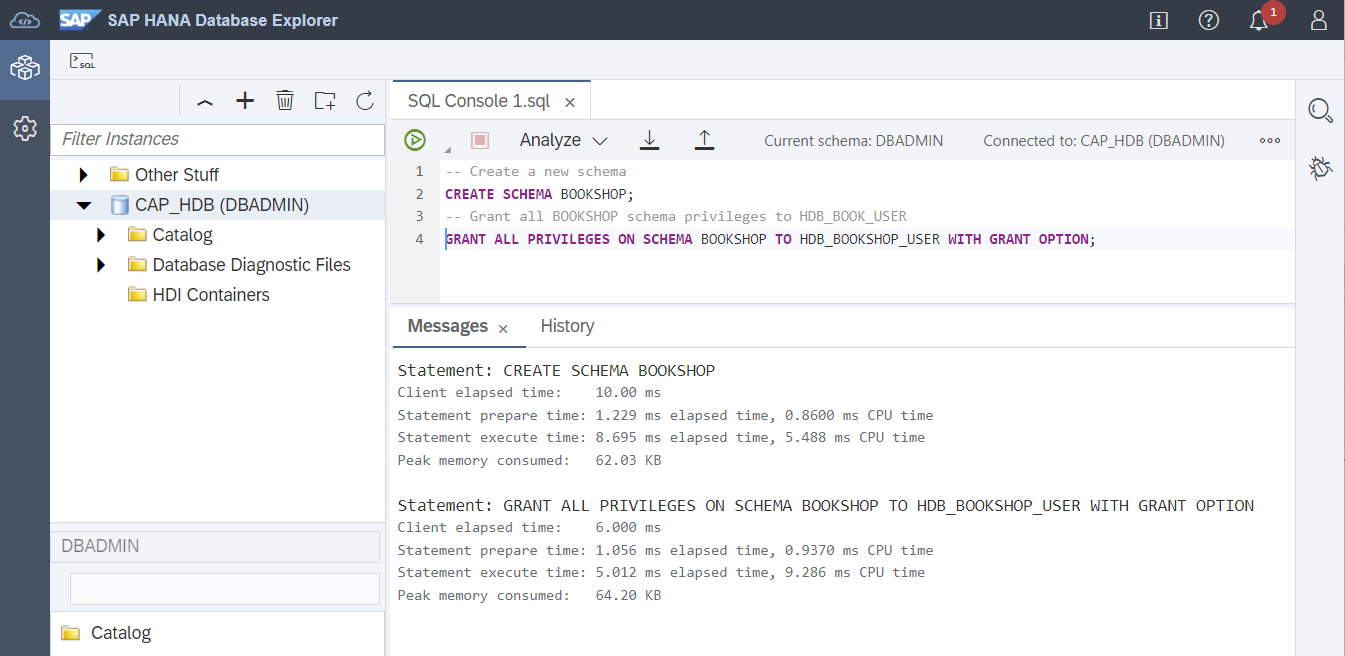 SAP SAP HANA Database Explorer
1
SQL
Filter Instances
Other Stuff
CAP_HDB (DBADMIN)
Catalog
Database Diagnostic Files
HDI Containers
DBADMIN
Catalog
SQL Console 1.sql ×
Analyze Current schema: DBADMIN Connected to: CAP_HDB (DBADMIN)
1 -- Create a new schema
2 CREATE SCHEMA BOOKSHOP;
3 -- Grant all BOOKSHOP schema privileges to HDB_BOOK_USER
4 GRANT ALL PRIVILEGES ON SCHEMA BOOKSHOP TO HDB_BOOKSHOP_USER WITH GRANT OPTION;
Messages × History
Statement: CREATE SCHEMA BOOKSHOP
Client elapsed time: 10.00 ms
Statement prepare time: 1.229 ms elapsed time, 0.8600 ms CPU time
Statement execute time: 8.695 ms elapsed time, 5.488 ms CPU time
Peak memory consumed: 62.03 KB
Statement: GRANT ALL PRIVILEGES ON SCHEMA BOOKSHOP TO HDB_BOOKSHOP_USER WITH GRANT OPTION
Client elapsed time: 6.000 ms
Statement prepare time: 1.056 ms elapsed time, 0.9370 ms CPU time
Statement execute time: 5.012 ms elapsed time, 9.286 ms CPU time
Peak memory consumed: 64.20 KB